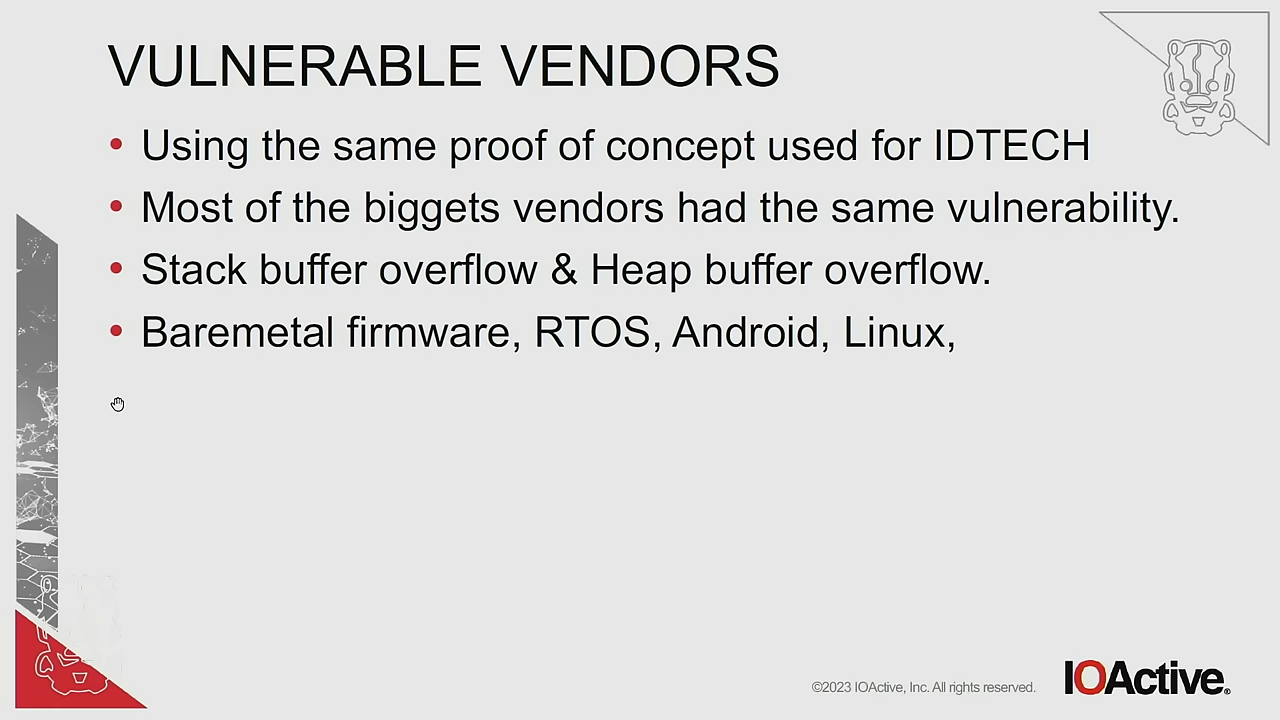 VULNERABLE VENDORS
• Using the same proof of concept used for IDTECH
• Most of the biggets vendors had the same vulnerability.
• Stack buffer overflow & Heap buffer overflow.
• Baremetal firmware, RTOS, Android, Linux,
©2023 IOActive, Inc. All rights reserved.
IOActive®